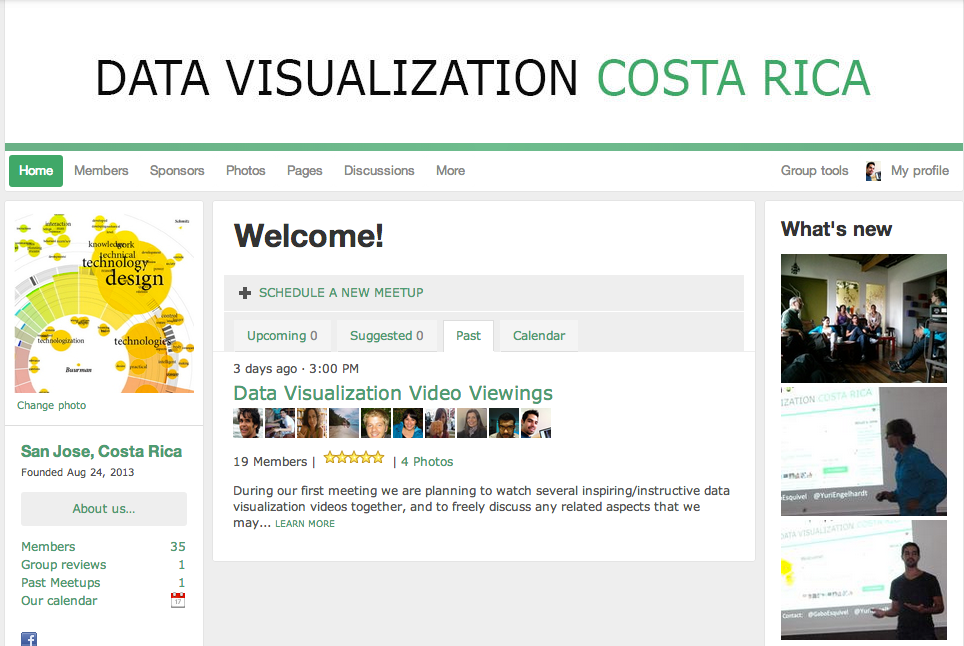 DATA VISUALIZATION COSTA RICA
Home Members Sponsors Photos Pages Discussions More Group tools My profile
interaction
knowledge work
technical
technology
design
technologization
technologies
Buurman
practical
control
Change photo
San Jose, Costa Rica
Founded Aug 24, 2013
About us...
Members 35
Group reviews 1
Past Meetups 1
Our calendar 17
Welcome!
SCHEDULE A NEW MEETUP
Upcoming 0 Suggested 0 Past Calendar
3 days ago · 3:00 PM
Data Visualization Video Viewings
19 Members | | 4 Photos
During our first meeting we are planning to watch several inspiring/instructive data
visualization videos together, and to freely discuss any related aspects that we
may... LEARN MORE
What's new
IZATION COSTA RICA
Esquivel @YuriEngelhardt
DATA VISUALIZATION COSTA RICA
Welcome!
Contact: @GaboEsquivel @Yuri